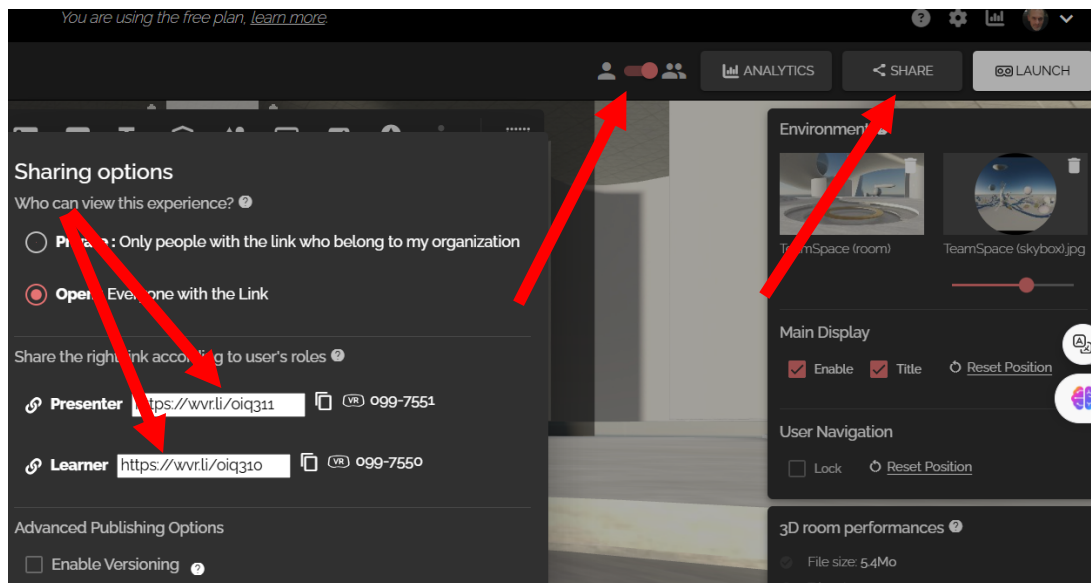 You are using the free plan, learn more.
ANALYTICS
SHARE
LAUNCH
Sharing options
Who can view this experience?
Private : Only people with the link who belong to my organization
Open : Everyone with the Link
Share the right link according to user's roles
Presenter https://wvr.li/oiq311 VR 099-7551
Learner https://wvr.li/oiq310 VR 099-7550
Advanced Publishing Options
Enable Versioning
Environment
TeamSpace (room)
TeamSpace (skybox).jpg
Main Display
Enable Title Reset Position
User Navigation
Lock Reset Position
3D room performances
File size: 5.4Mo